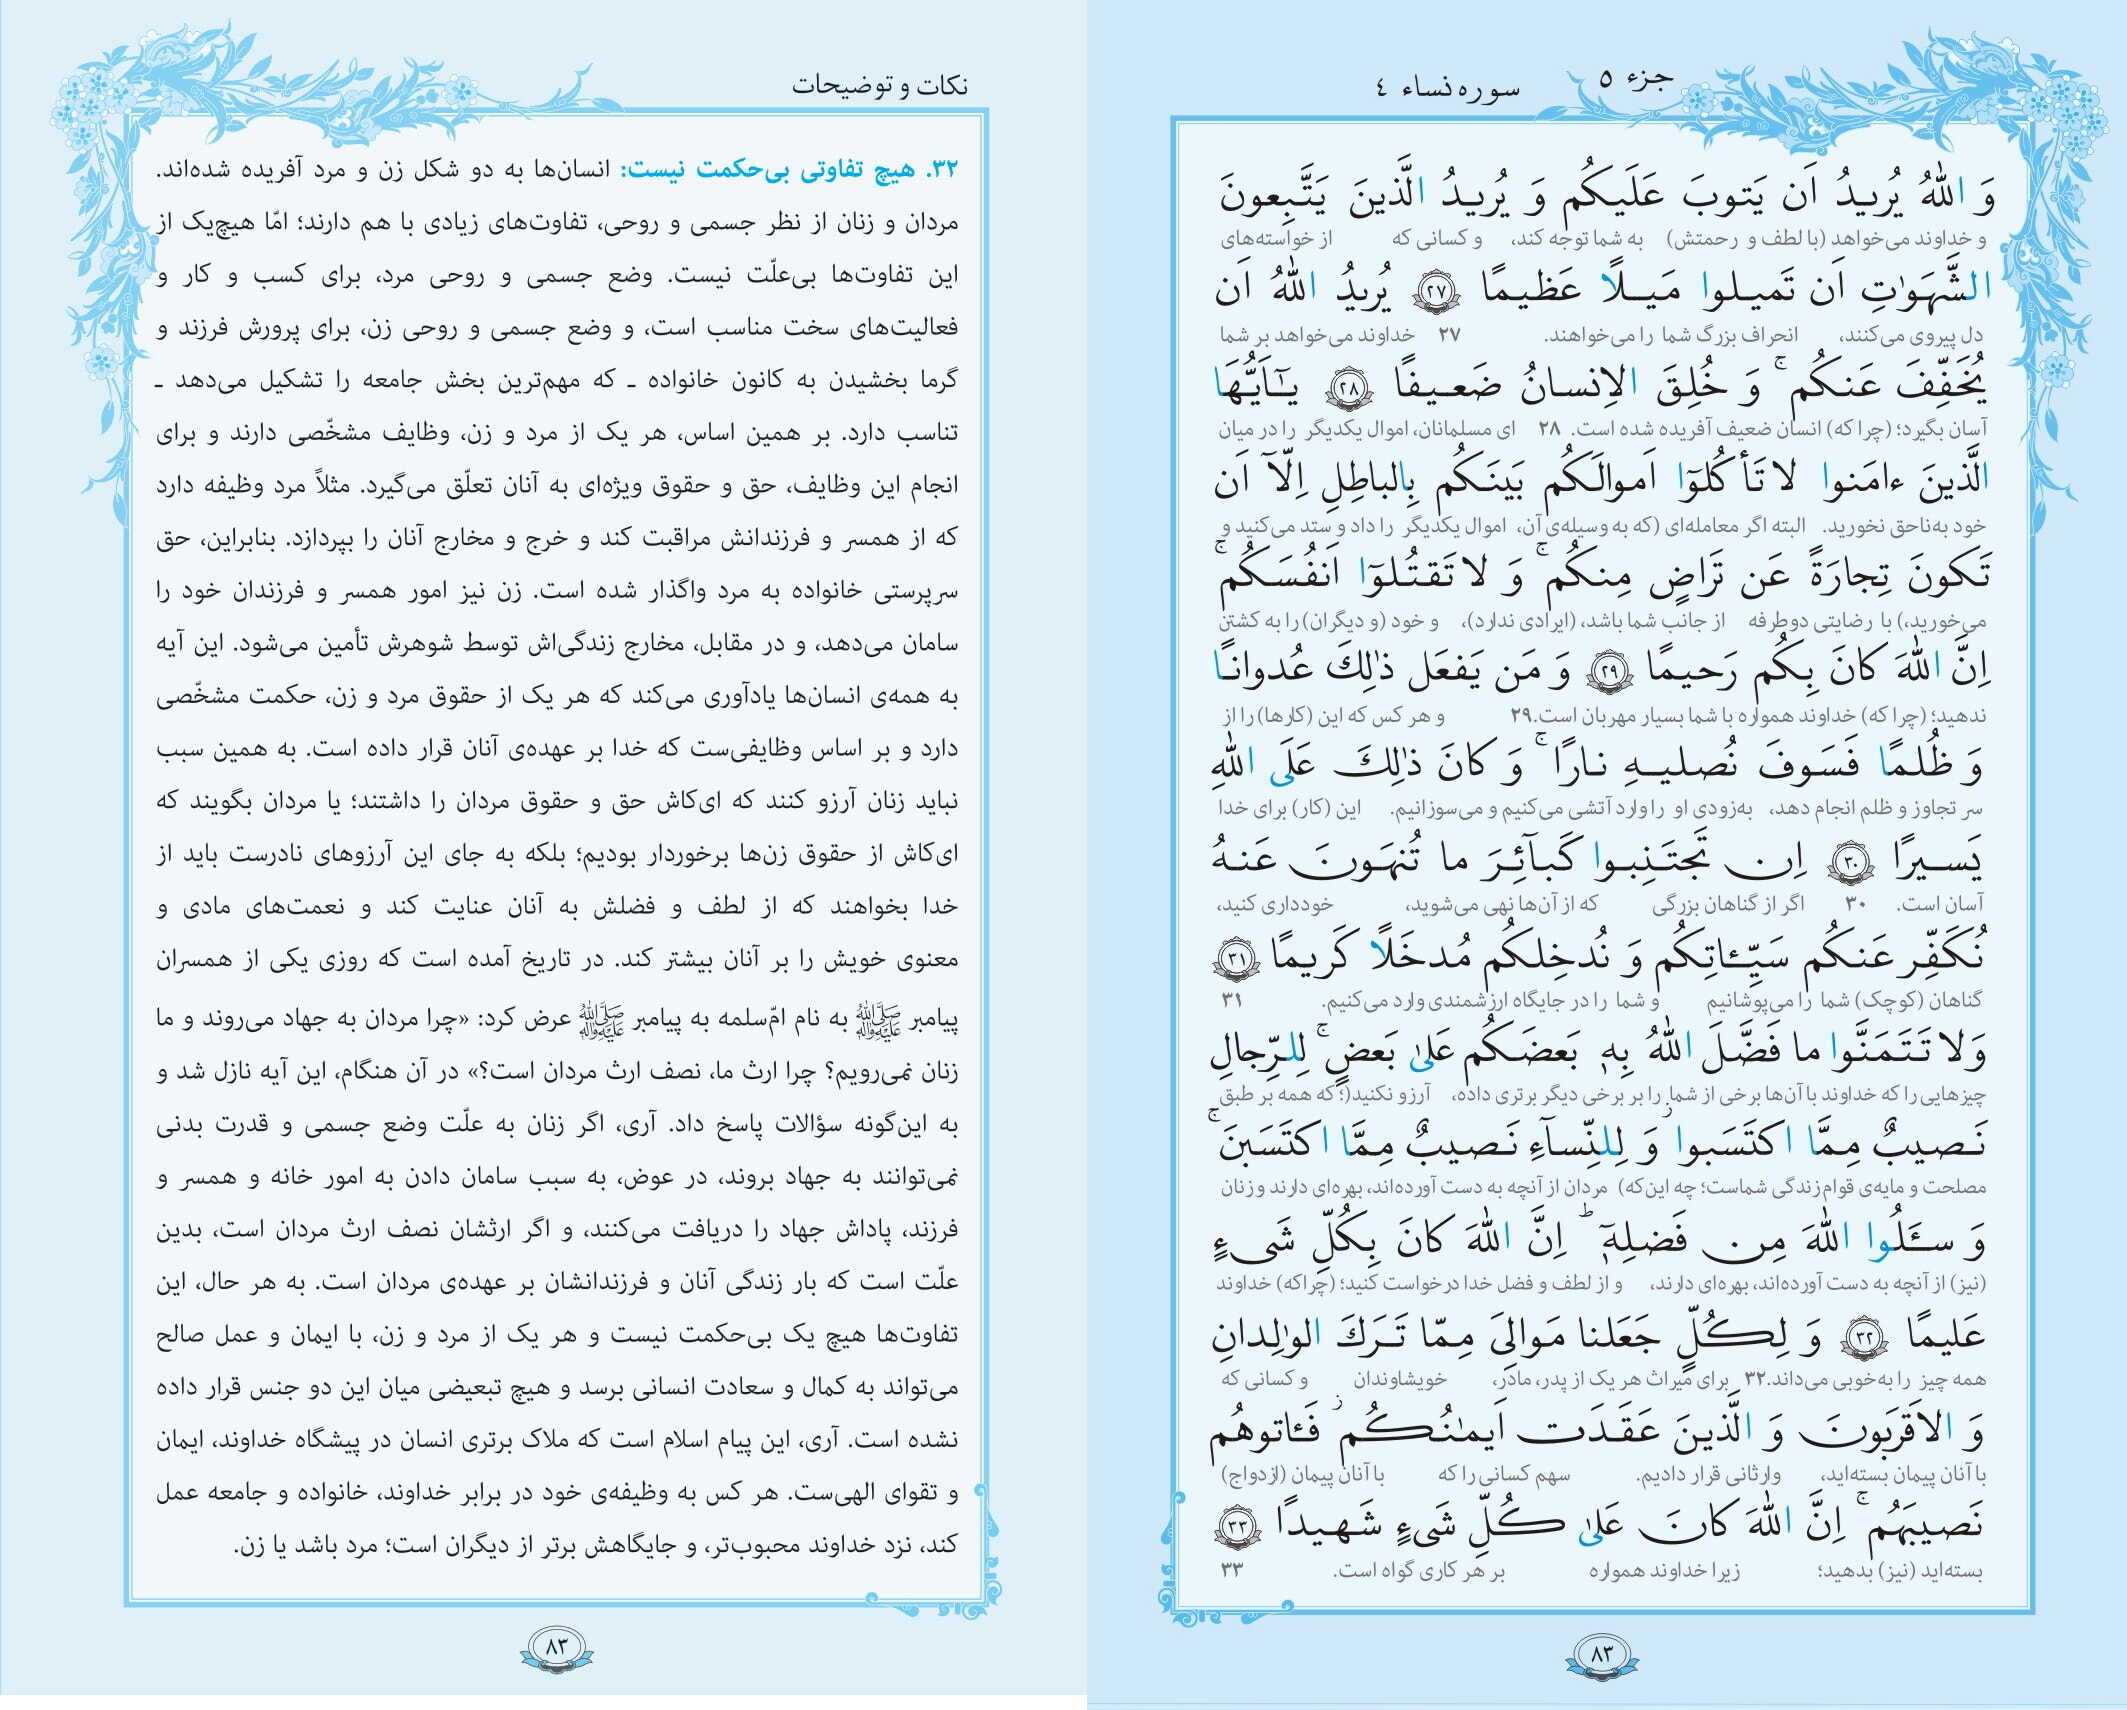 جزء ٥
سوره نساء ٤
وَ اللّٰهُ يُريدُ اَن يَتوبَ عَلَيكُم وَ يُريدُ الَّذينَ يَتَّبِعونَ
و خداوند می‌خواهد (با لطف و رحمتش) به شما توجه کند، و کسانی که از خواسته‌های
الشَّهَوٰتِ اَن تَميلوا مَيلًا عَظيمًا ٢٧ يُريدُ اللّٰهُ اَن
دل پیروی می‌کنند، انحراف بزرگ شما را می‌خواهند. ۲۷ خداوند می‌خواهد بر شما
يُخَفِّفَ عَنكُم ۚ وَ خُلِقَ الاِنسانُ ضَعيفًا ٢٨ يـٰٓاَيُّهَا
آسان بگیرد؛ (چرا که) انسان ضعیف آفریده شده است. ۲۸ ای مسلمانان، اموال یکدیگر را در میان
الَّذينَ ءامَنوا لا تَأكُلوٓا اَموالَكُم بَينَكُم بِالباطِلِ اِلّآ اَن
خود به‌ناحق نخورید. البته اگر معامله‌ای (که به وسیله‌ی آن، اموال یکدیگر را داد و ستد می‌کنید و
تَكونَ تِجارَةً عَن تَراضٍ مِنكُم ۚ وَ لا تَقتُلوٓا اَنفُسَكُم ۚ
می‌خورید،) با رضایتی دوطرفه از جانب شما باشد، (ایرادی ندارد)، و خود (و دیگران) را به کشتن
اِنَّ اللّٰهَ كانَ بِكُم رَحيمًا ٢٩ وَ مَن يَفعَل ذٰلِكَ عُدوانًا
ندهید؛ (چرا که) خداوند همواره با شما بسیار مهربان است.۲۹ و هر کس که این (کارها) را از
وَ ظُلمًا فَسَوفَ نُصليهِ نارًا ۚ وَ كانَ ذٰلِكَ عَلَى اللّٰهِ
سر تجاوز و ظلم انجام دهد، به‌زودی او را وارد آتشی می‌کنیم و می‌سوزانیم. این (کار) برای خدا
يَسيرًا ٣٠ اِن تَجتَنِبوا كَبآئِرَ ما تُنهَونَ عَنهُ
آسان است. ۳۰ اگر از گناهان بزرگی که از آن‌ها نهی می‌شوید، خودداری کنید،
نُكَفِّر عَنكُم سَيِّـٔاتِكُم وَ نُدخِلكُم مُدخَلًا كَريمًا ٣١
گناهان (کوچک) شما را می‌پوشانیم و شما را در جایگاه ارزشمندی وارد می‌کنیم. ۳۱
وَلا تَتَمَنَّوا ما فَضَّلَ اللّٰهُ بِهٖ بَعضَكُم عَلىٰ بَعضٍ ۚ لِلرِّجالِ
چیزهایی را که خداوند با آن‌ها برخی از شما را بر برخی دیگر برتری داده، آرزو نکنید(؛ که همه بر طبق
نَصيبٌ مِمَّا اكتَسَبوا ۖ وَ لِلنِّسآءِ نَصيبٌ مِمَّا اكتَسَبنَ ۚ
مصلحت و مایه‌ی قوام زندگی شماست؛ چه این‌که) مردان از آنچه به دست آورده‌اند، بهره‌ای دارند و زنان
وَ سـَٔلُوا اللّٰهَ مِن فَضلِهٖٓ ؕ اِنَّ اللّٰهَ كانَ بِكُلِّ شَیءٍ
(نیز) از آنچه به دست آورده‌اند، بهره‌ای دارند، و از لطف و فضل خدا درخواست کنید؛ (چراکه) خداوند
عَليمًا ٣٢ وَ لِكُلٍّ جَعَلنا مَوالِیَ مِمّا تَرَكَ الوٰلِدانِ
همه چیز را به‌خوبی می‌داند.۳۲ برای میراث هر یک از پدر، مادر، خویشاوندان و کسانی که
وَ الاَقرَبونَ وَ الَّذينَ عَقَدَت اَيمٰنُكُم فَـٔاتوهُم
با آنان پیمان بسته‌اید، وارثانی قرار دادیم. سهم کسانی را که با آنان پیمان (ازدواج)
نَصيبَهُم ۚ اِنَّ اللّٰهَ كانَ عَلىٰ كُلِّ شَیءٍ شَهيدًا ٣٣
بسته‌اید (نیز) بدهید؛ زیرا خداوند همواره بر هر کاری گواه است. ۳۳
۸۳
نکات و توضیحات
۳۲. هیچ تفاوتی بی‌حکمت نیست: انسان‌ها به دو شکل زن و مرد آفریده شده‌اند.
مردان و زنان از نظر جسمی و روحی، تفاوت‌های زیادی با هم دارند؛ امّا هیچ‌یک از
این تفاوت‌ها بی‌علّت نیست. وضع جسمی و روحی مرد، برای کسب و کار و
فعالیت‌های سخت مناسب است، و وضع جسمی و روحی زن، برای پرورش فرزند و
گرما بخشیدن به کانون خانواده ـ که مهم‌ترین بخش جامعه را تشکیل می‌دهد ـ
تناسب دارد. بر همین اساس، هر یک از مرد و زن، وظایف مشخّصی دارند و برای
انجام این وظایف، حق و حقوق ویژه‌ای به آنان تعلّق می‌گیرد. مثلاً مرد وظیفه دارد
که از همسر و فرزندانش مراقبت کند و خرج و مخارج آنان را بپردازد. بنابراین، حق
سرپرستی خانواده به مرد واگذار شده است. زن نیز امور همسر و فرزندان خود را
سامان می‌دهد، و در مقابل، مخارج زندگی‌اش توسط شوهرش تأمین می‌شود. این آیه
به همه‌ی انسان‌ها یادآوری می‌کند که هر یک از حقوق مرد و زن، حکمت مشخّصی
دارد و بر اساس وظایفی‌ست که خدا بر عهده‌ی آنان قرار داده است. به همین سبب
نباید زنان آرزو کنند که ای‌کاش حق و حقوق مردان را داشتند؛ یا مردان بگویند که
ای‌کاش از حقوق زن‌ها برخوردار بودیم؛ بلکه به جای این آرزوهای نادرست باید از
خدا بخواهند که از لطف و فضلش به آنان عنایت کند و نعمت‌های مادی و
معنوی خویش را بر آنان بیشتر کند. در تاریخ آمده است که روزی یکی از همسران
پیامبر ﷺ به نام امّ‌سلمه به پیامبر ﷺ عرض کرد: «چرا مردان به جهاد می‌روند و ما
زنان نمی‌رویم؟ چرا ارث ما، نصف ارث مردان است؟» در آن هنگام، این آیه نازل شد و
به این‌گونه سؤالات پاسخ داد. آری، اگر زنان به علّت وضع جسمی و قدرت بدنی
نمی‌توانند به جهاد بروند، در عوض، به سبب سامان دادن به امور خانه و همسر و
فرزند، پاداش جهاد را دریافت می‌کنند، و اگر ارثشان نصف ارث مردان است، بدین
علّت است که بار زندگی آنان و فرزندانشان بر عهده‌ی مردان است. به هر حال، این
تفاوت‌ها هیچ یک بی‌حکمت نیست و هر یک از مرد و زن، با ایمان و عمل صالح
می‌تواند به کمال و سعادت انسانی برسد و هیچ تبعیضی میان این دو جنس قرار داده
نشده است. آری، این پیام اسلام است که ملاک برتری انسان در پیشگاه خداوند، ایمان
و تقوای الهی‌ست. هر کس به وظیفه‌ی خود در برابر خداوند، خانواده و جامعه عمل
کند، نزد خداوند محبوب‌تر، و جایگاهش برتر از دیگران است؛ مرد باشد یا زن.
۸۳